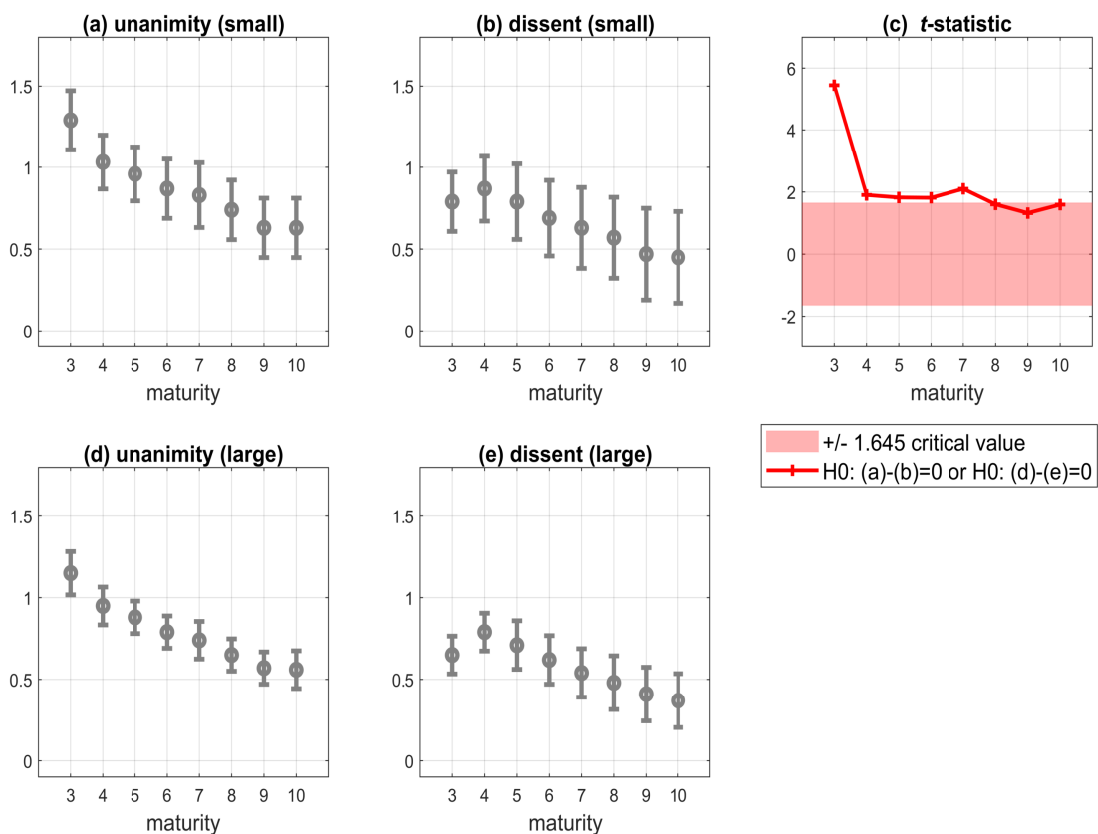 (a) unanimity (small)
1.5
1
0.5
0
3 4 5 6 7 8 9 10
maturity
(b) dissent (small)
1.5
1
0.5
0
3 4 5 6 7 8 9 10
maturity
(c) t-statistic
6
4
2
0
-2
3 4 5 6 7 8 9 10
maturity
+/- 1.645 critical value
H0: (a)-(b)=0 or H0: (d)-(e)=0
(d) unanimity (large)
1.5
1
0.5
0
3 4 5 6 7 8 9 10
maturity
(e) dissent (large)
1.5
1
0.5
0
3 4 5 6 7 8 9 10
maturity